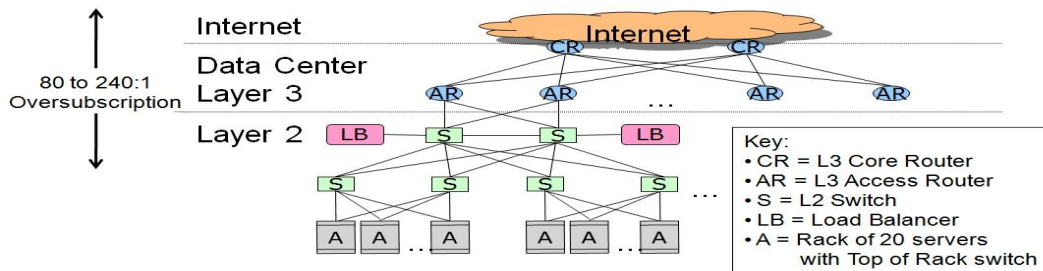 Internet
Internet
CR CR
Data Center
80 to 240:1
Oversubscription
Layer 3
AR AR ... AR AR
Layer 2
LB S S LB
S S S S ...
A A ... A A A ... A
Key:
• CR = L3 Core Router
• AR = L3 Access Router
• S = L2 Switch
• LB = Load Balancer
• A = Rack of 20 servers
with Top of Rack switch